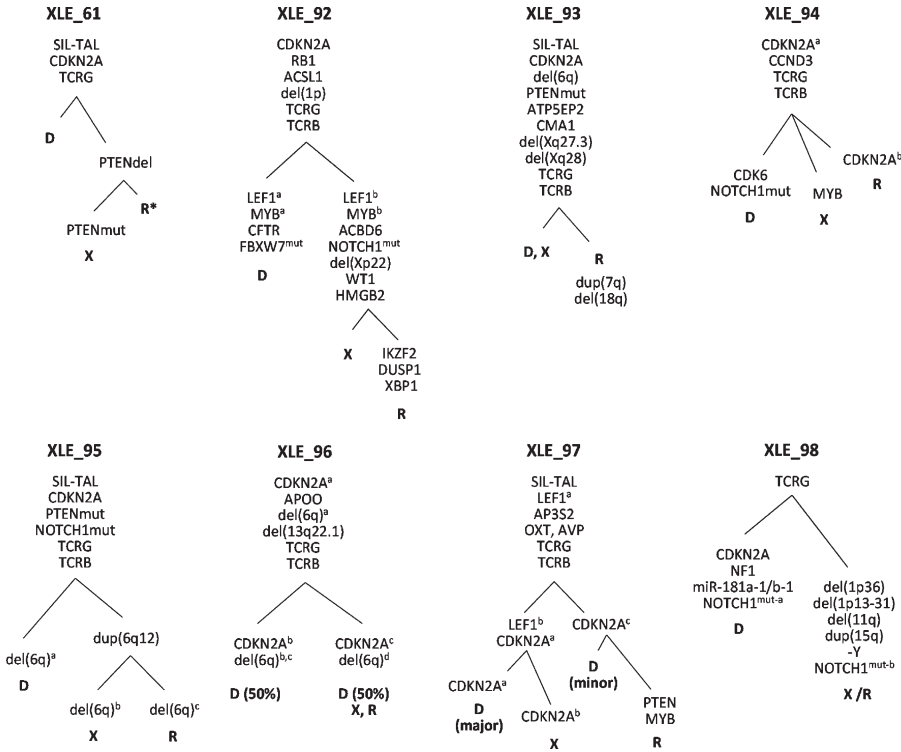 XLE_61
SIL-TAL
CDKN2A
TCRG
D
PTENdel
R*
PTENmut
X
XLE_92
CDKN2A
RB1
ACSL1
del(1p)
TCRG
TCRB
LEF1a
MYBa
CFTR
FBXW7mut
D
LEF1b
MYBb
ACBD6
NOTCH1mut
del(Xp22)
WT1
HMGB2
X
IKZF2
DUSP1
XBP1
R
XLE_93
SIL-TAL
CDKN2A
del(6q)
PTENmut
ATP5EP2
CMA1
del(Xq27.3)
del(Xq28)
TCRG
TCRB
D, X
R
dup(7q)
del(18q)
XLE_94
CDKN2Aa
CCND3
TCRG
TCRB
CDK6
NOTCH1mut
D
MYB
X
CDKN2Ab
R
XLE_95
SIL-TAL
CDKN2A
PTENmut
NOTCH1mut
TCRG
TCRB
del(6q)a
D
dup(6q12)
del(6q)b
X
del(6q)c
R
XLE_96
CDKN2Aa
APOO
del(6q)a
del(13q22.1)
TCRG
TCRB
CDKN2Ab
del(6q)b,c
D (50%)
CDKN2Ac
del(6q)d
D (50%)
X, R
XLE_97
SIL-TAL
LEF1a
AP3S2
OXT, AVP
TCRG
TCRB
LEF1b
CDKN2Aa
CDKN2Aa
D
(major)
CDKN2Ab
X
CDKN2Ac
D
(minor)
PTEN
MYB
R
XLE_98
TCRG
CDKN2A
NF1
miR-181a-1/b-1
NOTCH1mut-a
D
del(1p36)
del(1p13-31)
del(11q)
dup(15q)
-Y
NOTCH1mut-b
X /R